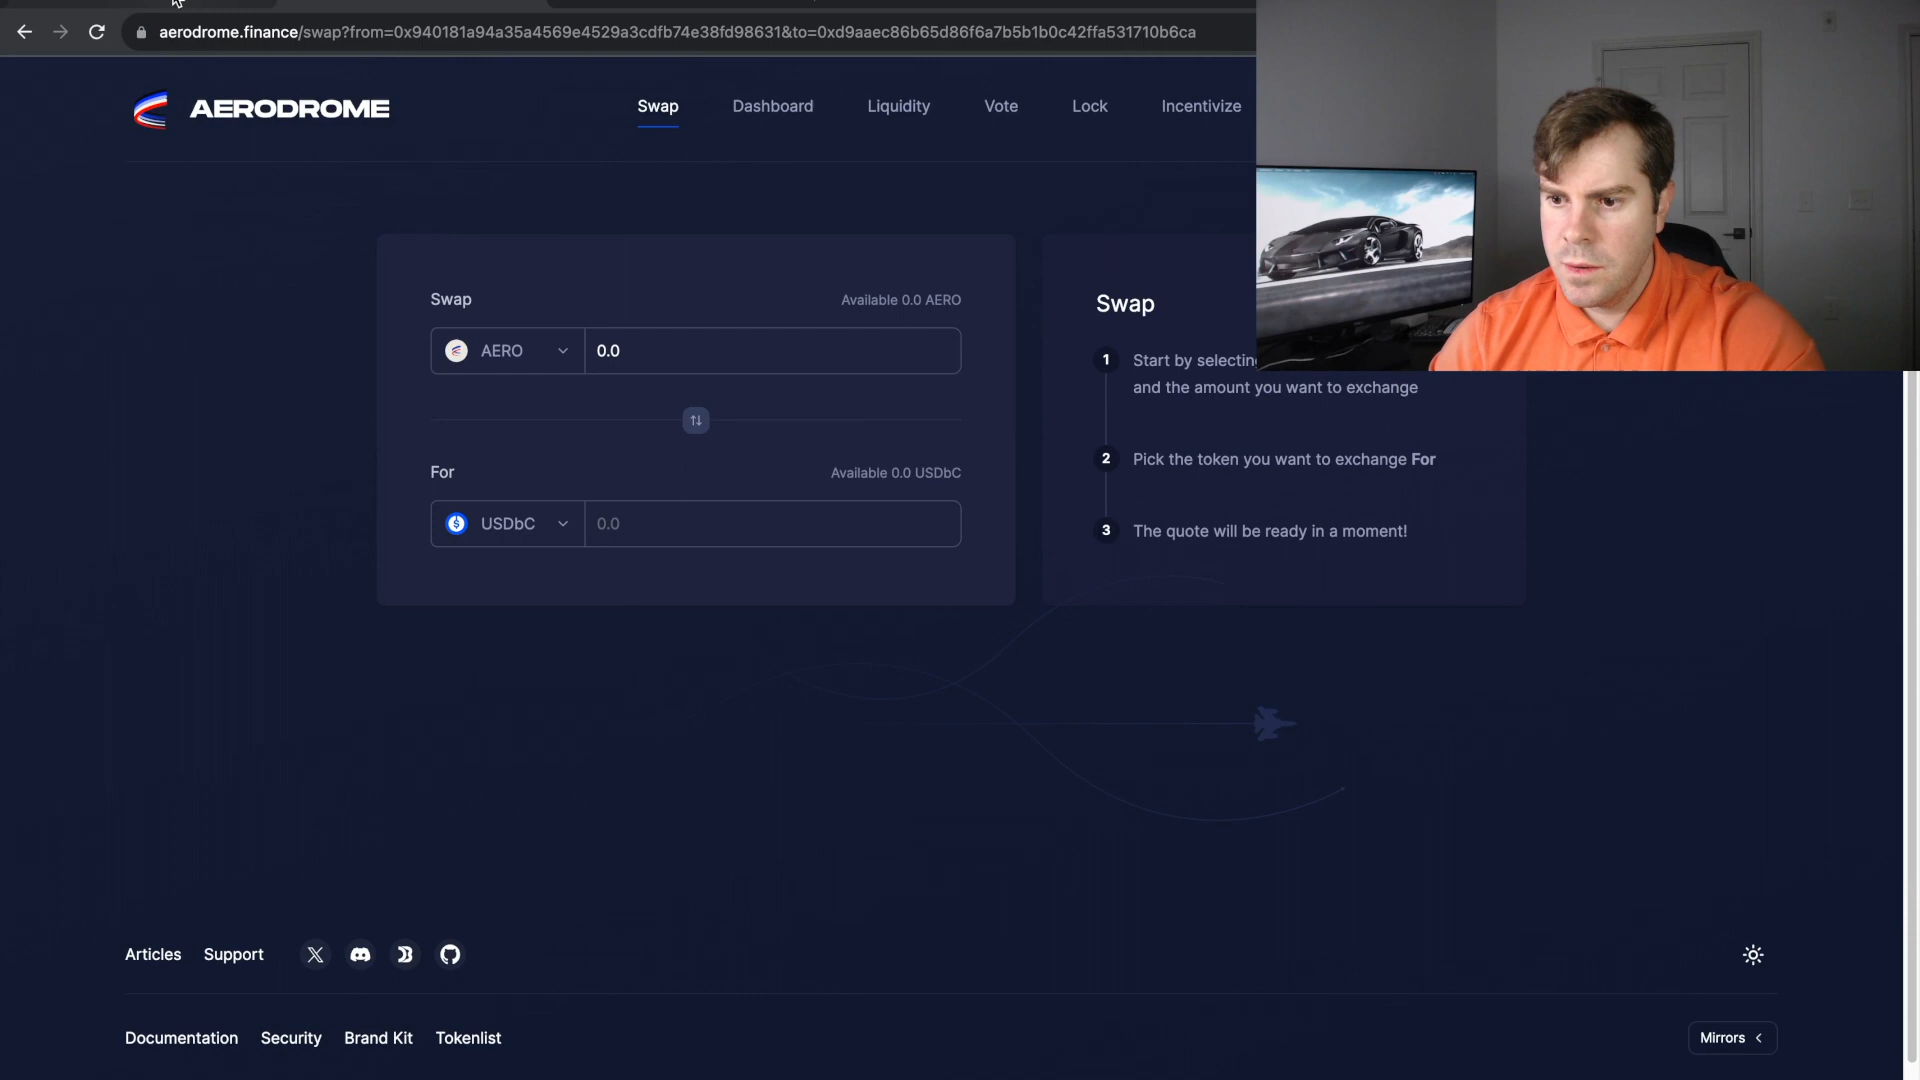 aerodrome.finance/swap?from=0x940181a94a35a4569e4529a3cdfb74e38fd98631&to=0xd9aaec86b65d86f6a7b5b1b0c42ffa531710b6ca
AERODROME
Swap
Dashboard
Liquidity
Vote
Lock
Incentivize
Swap
Available 0.0 AERO
AERO
0.0
For
Available 0.0 USDbC
USDbC
0.0
Swap
1
Start by selecting
and the amount you want to exchange
2
Pick the token you want to exchange For
3
The quote will be ready in a moment!
Articles
Support
Documentation
Security
Brand Kit
Tokenlist
Mirrors